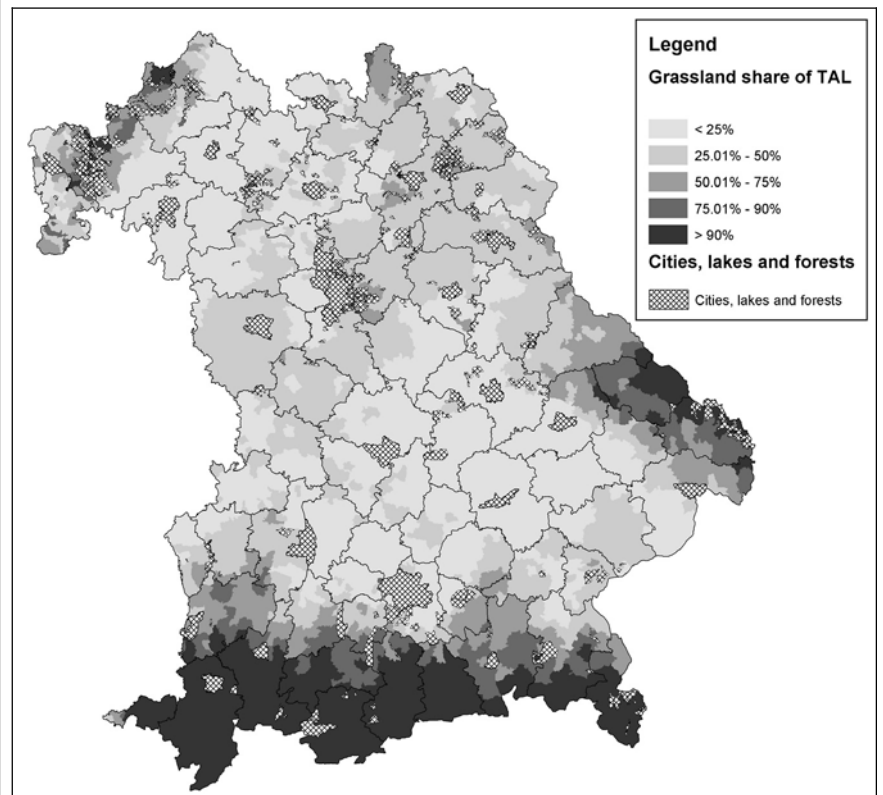 Legend
Grassland share of TAL
< 25%
25.01% - 50%
50.01% - 75%
75.01% - 90%
> 90%
Cities, lakes and forests
Cities, lakes and forests